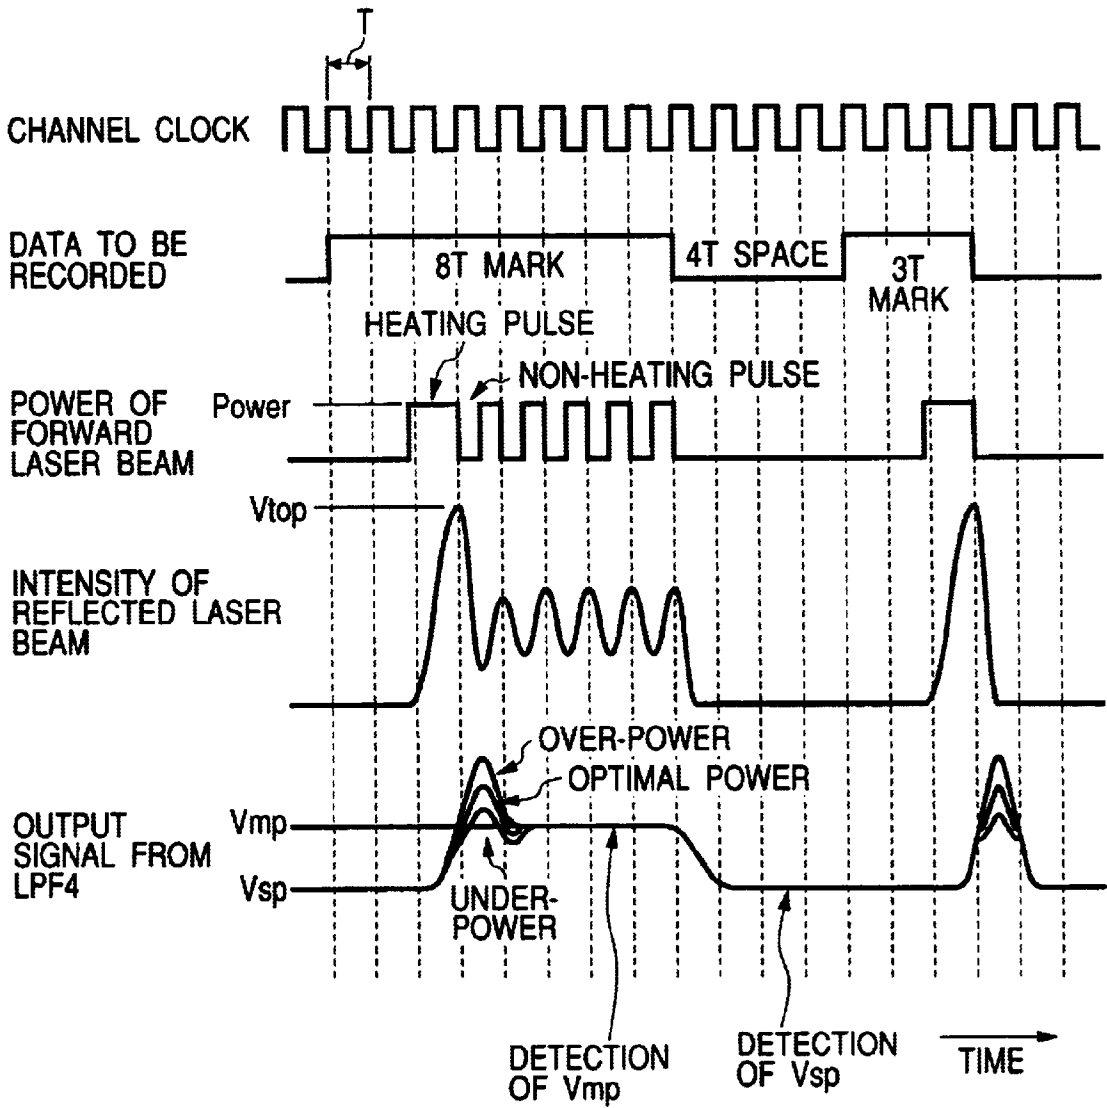 T
CHANNEL CLOCK
DATA TO BE
RECORDED
8T MARK
4T SPACE
3T
MARK
HEATING PULSE
NON-HEATING PULSE
POWER OF
FORWARD
LASER BEAM
Power
Vtop
INTENSITY OF
REFLECTED LASER
BEAM
OVER-POWER
OPTIMAL POWER
OUTPUT
SIGNAL FROM
LPF4
Vmp
Vsp
UNDER-
POWER
DETECTION
OF Vmp
DETECTION
OF Vsp
TIME